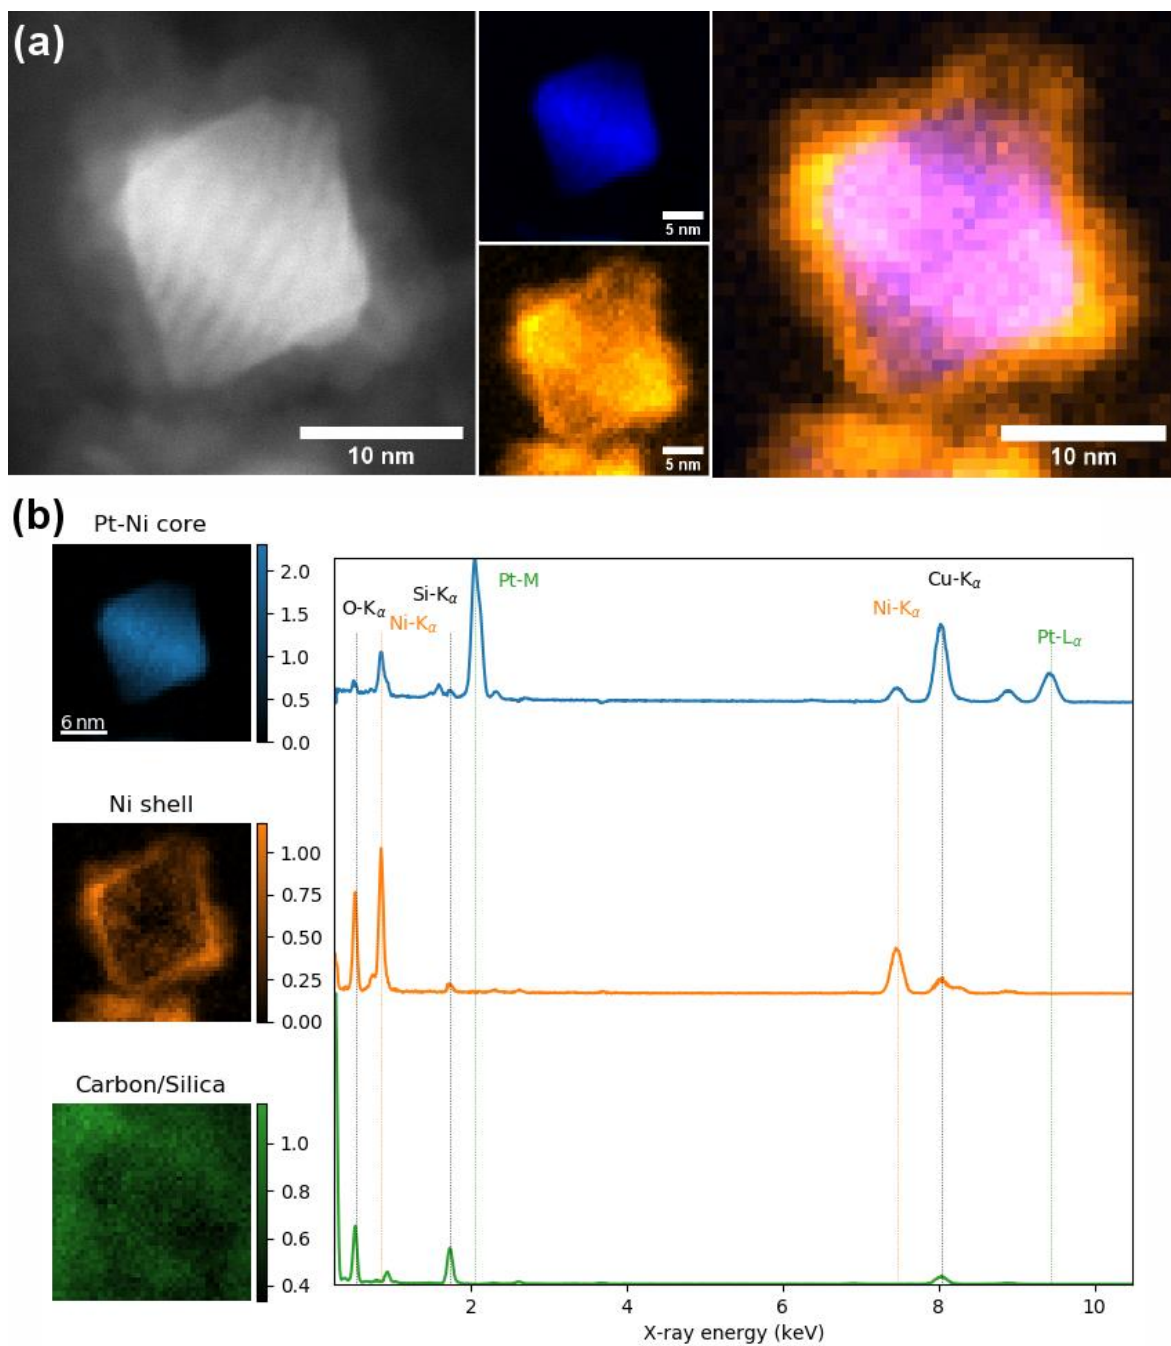 (a)
5 nm
10 nm
5 nm
10 nm
(b)
Pt-Ni core
2.0
1.5
1.0
0.5
0.0
6 nm
Ni shell
1.00
0.75
0.50
0.25
0.00
Carbon/Silica
1.0
0.8
0.6
0.4
O-Kα
Ni-Kα
Si-Kα
Pt-M
Ni-Kα
Cu-Kα
Pt-Lα
2 4 6 8 10
X-ray energy (keV)